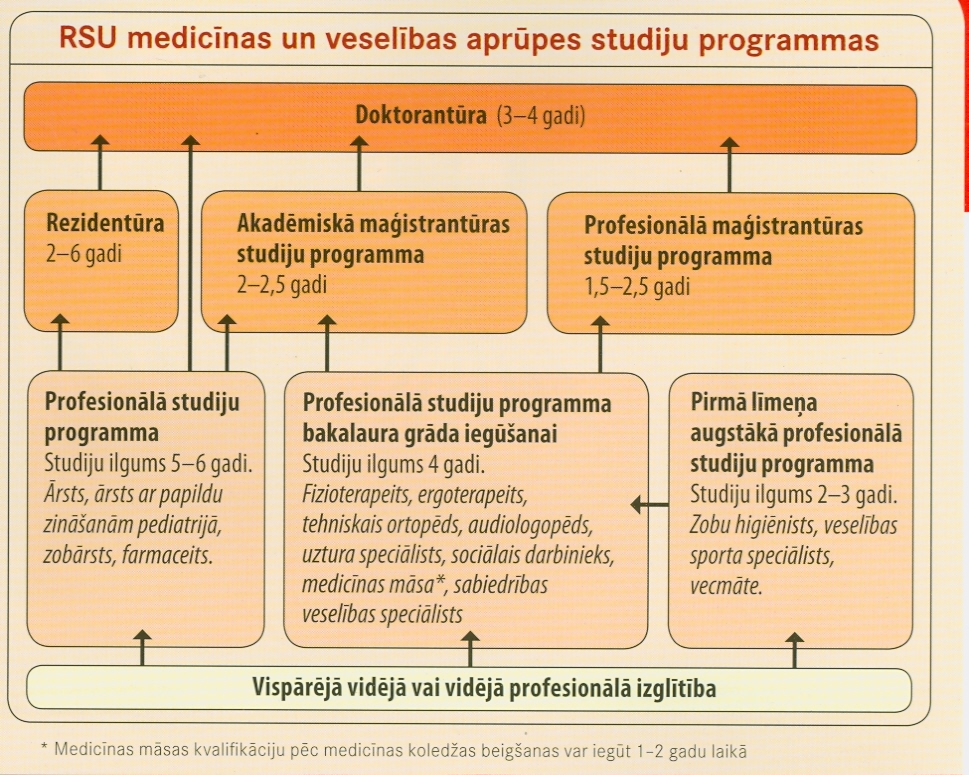 RSU medicīnas un veselības aprūpes studiju programmas
Doktorantūra (3–4 gadi)
Rezidentūra
2–6 gadi
Akadēmiskā maģistrantūras
studiju programma
2–2,5 gadi
Profesionālā maģistrantūras
studiju programma
1,5–2,5 gadi
Profesionālā studiju
programma
Studiju ilgums 5–6 gadi.
Ārsts, ārsts ar papildu
zināšanām pediatrijā,
zobārsts, farmaceits.
Profesionālā studiju programma
bakalaura grāda iegūšanai
Studiju ilgums 4 gadi.
Fizioterapeits, ergoterapeits,
tehniskais ortopēds, audiologopēds,
uztura speciālists, sociālais darbinieks,
medicīnas māsa*, sabiedrības
veselības speciālists
Pirmā līmeņa
augstākā profesionālā
studiju programma
Studiju ilgums 2–3 gadi.
Zobu higiēnists, veselības
sporta speciālists,
vecmāte.
Vispārējā vidējā vai vidējā profesionālā izglītība
* Medicīnas māsas kvalifikāciju pēc medicīnas koledžas beigšanas var iegūt 1–2 gadu laikā